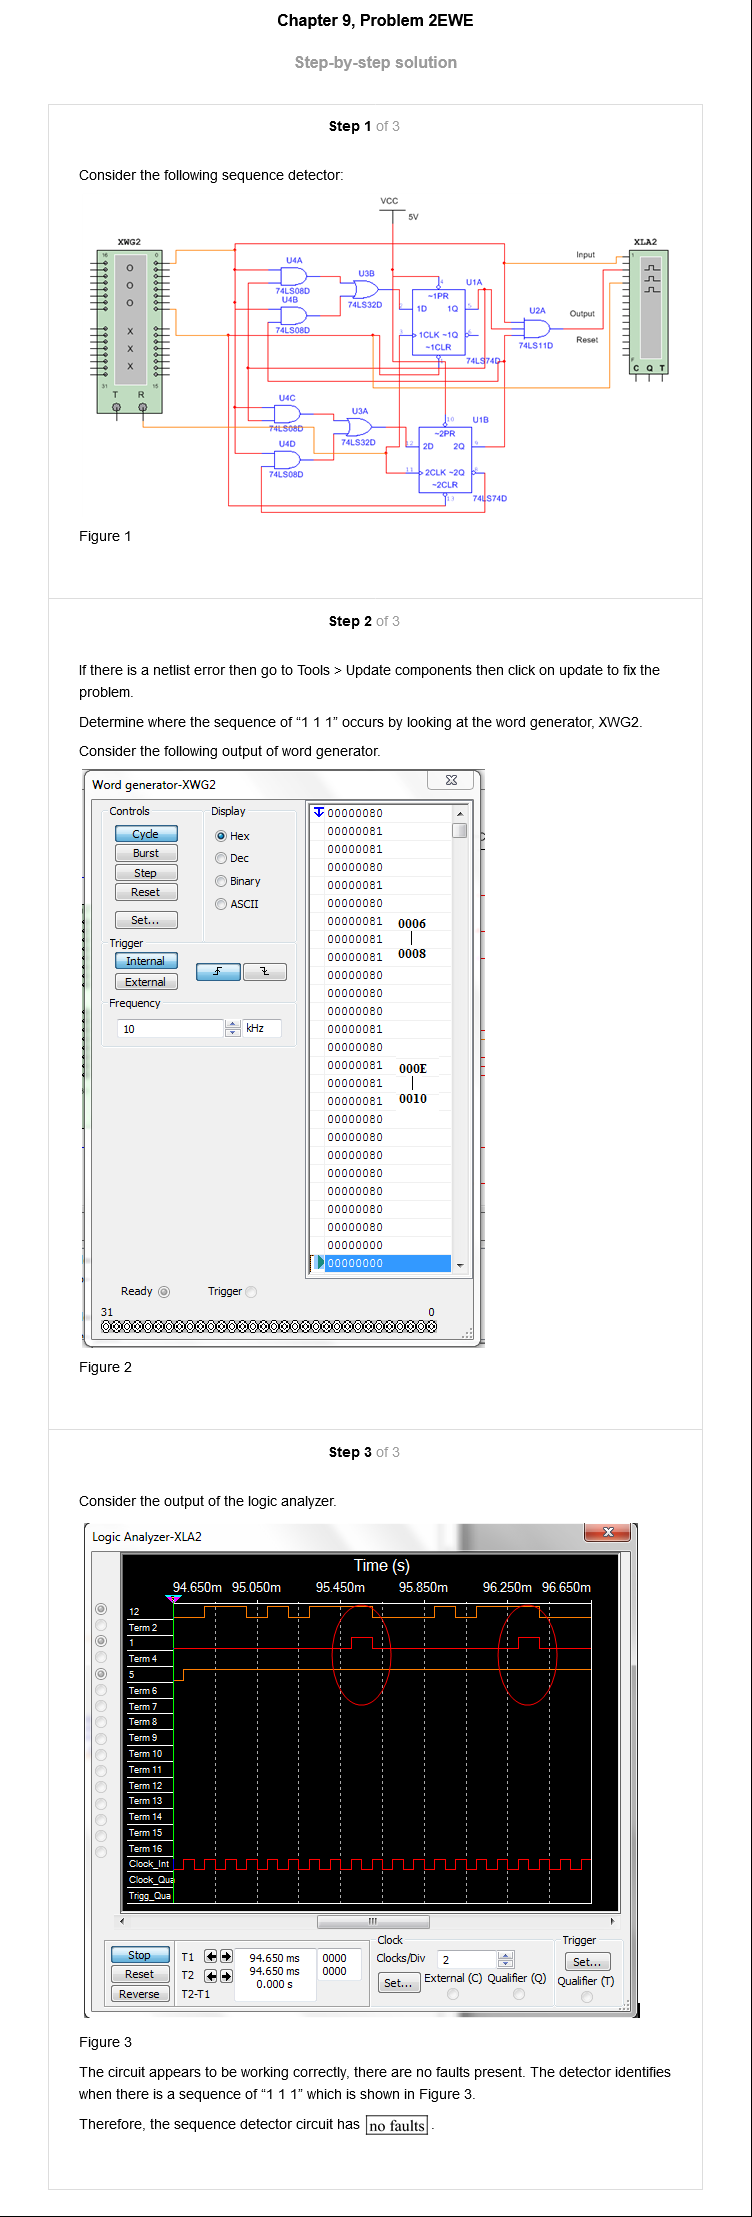 Chapter 9, Problem 2EWE
Step-by-step solution
Step 1 of 3
Consider the following sequence detector:
VCC
5V
XWG2
XLA2
U4A
74LS08D
U4B
74LS08D
U3B
74LS32D
U1A
~1PR
1D 1Q
1CLK ~1Q
~1CLR
74LS74D
U2A
74LS11D
Input
Output
Reset
C Q T
T R
U4C
74LS08D
U4D
74LS08D
U3A
74LS32D
U1B
~2PR
2D 2Q
2CLK ~2Q
~2CLR
74LS74D
Figure 1
Step 2 of 3
If there is a netlist error then go to Tools > Update components then click on update to fix the
problem.
Determine where the sequence of “1 1 1” occurs by looking at the word generator, XWG2.
Consider the following output of word generator.
Word generator-XWG2
Controls
Cycle
Burst
Step
Reset
Set...
Display
Hex
Dec
Binary
ASCII
Trigger
Internal
External
Frequency
10 kHz
00000080
00000081
00000081
00000080
00000081
00000080
00000081 0006
00000081
00000081 0008
00000080
00000080
00000080
00000081
00000080
00000081 000E
00000081
00000081 0010
00000080
00000080
00000080
00000080
00000080
00000080
00000080
00000000
00000000
Ready Trigger
31 0
Figure 2
Step 3 of 3
Consider the output of the logic analyzer.
Logic Analyzer-XLA2
Time (s)
94.650m 95.050m 95.450m 95.850m 96.250m 96.650m
12
Term 2
1
Term 4
5
Term 6
Term 7
Term 8
Term 9
Term 10
Term 11
Term 12
Term 13
Term 14
Term 15
Term 16
Clock_Int
Clock_Qua
Trigg_Qua
Stop
Reset
Reverse
T1 94.650 ms 0000
T2 94.650 ms 0000
T2-T1 0.000 s
Clock
Clocks/Div 2
Set... External (C) Qualifier (Q)
Trigger
Set...
Qualifier (T)
Figure 3
The circuit appears to be working correctly, there are no faults present. The detector identifies
when there is a sequence of “1 1 1” which is shown in Figure 3.
Therefore, the sequence detector circuit has no faults .